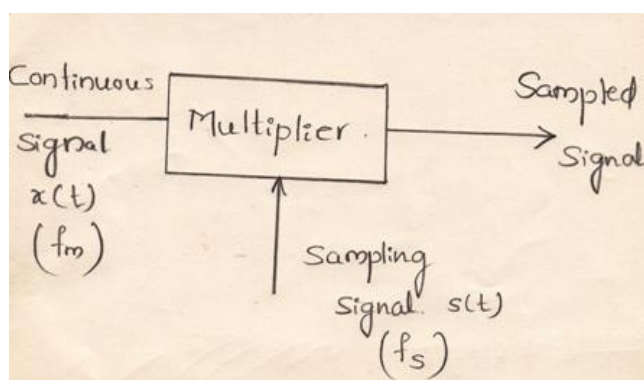 Continuous
Signal
x(t)
(fm)
Multiplier.
Sampled
Signal
Sampling
Signal. s(t)
(fs)